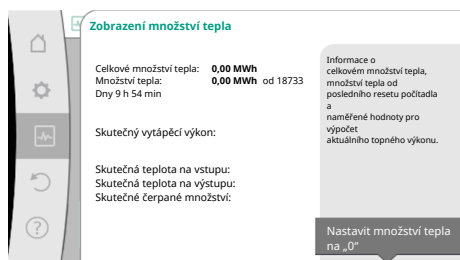 Zobrazení množství tepla
Celkové množství tepla: 0,00 MWh
Množství tepla: 0,00 MWh od 18733
Dny 9 h 54 min
Skutečný vytápěcí výkon:
Skutečná teplota na vstupu:
Skutečná teplota na výstupu:
Skutečné čerpané množství:
Informace o
celkovém množství tepla,
množství tepla od
posledního resetu počítadla
a
naměřené hodnoty pro
výpočet
aktuálního topného výkonu.
Nastavit množství tepla
na „0“